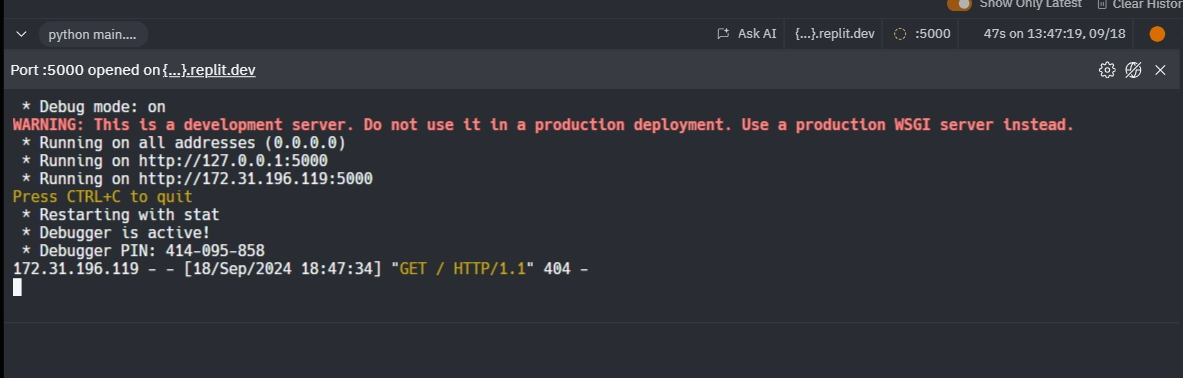 Show Only Latest Clear Histor
python main.... Ask AI {...}.replit.dev :5000 47s on 13:47:19, 09/18
Port :5000 opened on {...}.replit.dev
* Debug mode: on
WARNING: This is a development server. Do not use it in a production deployment. Use a production WSGI server instead.
* Running on all addresses (0.0.0.0)
* Running on http://127.0.0.1:5000
* Running on http://172.31.196.119:5000
Press CTRL+C to quit
* Restarting with stat
* Debugger is active!
* Debugger PIN: 414-095-858
172.31.196.119 - - [18/Sep/2024 18:47:34] "GET / HTTP/1.1" 404 -